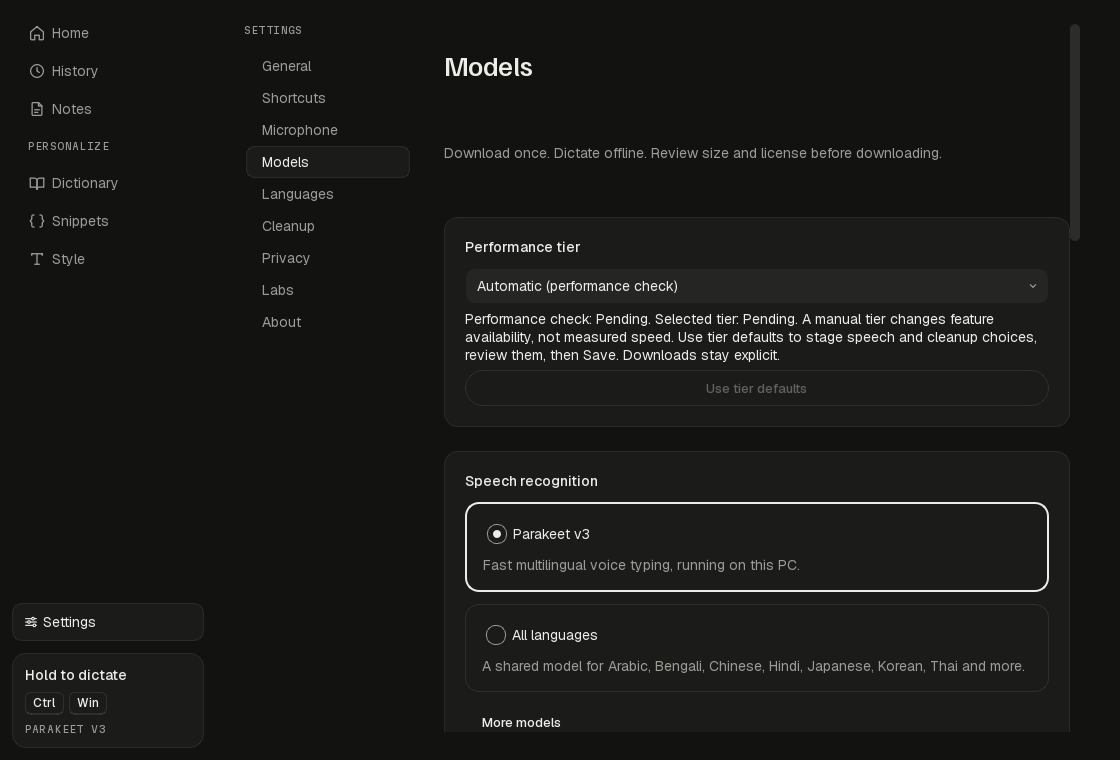 Home
History
Notes
PERSONALIZE
Dictionary
Snippets
Style
Settings
Hold to dictate
Ctrl Win
PARAKEET V3
SETTINGS
General
Shortcuts
Microphone
Models
Languages
Cleanup
Privacy
Labs
About
Models
Download once. Dictate offline. Review size and license before downloading.
Performance tier
Automatic (performance check)
Performance check: Pending. Selected tier: Pending. A manual tier changes feature
availability, not measured speed. Use tier defaults to stage speech and cleanup choices,
review them, then Save. Downloads stay explicit.
Use tier defaults
Speech recognition
Parakeet v3
Fast multilingual voice typing, running on this PC.
All languages
A shared model for Arabic, Bengali, Chinese, Hindi, Japanese, Korean, Thai and more.
More models